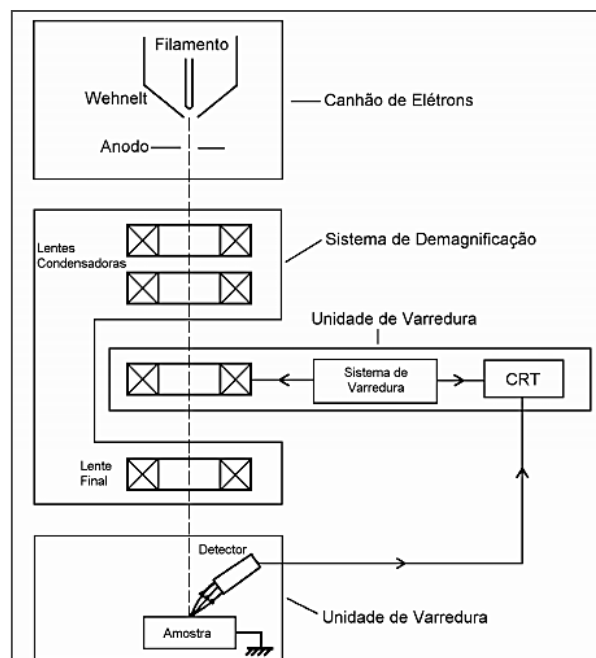 Filamento
Wehnelt
Canhão de Elétrons
Anodo
Lentes
Condensadoras
Sistema de Demagnificação
Unidade de Varredura
Sistema de
Varredura
CRT
Lente
Final
Detector
Amostra
Unidade de Varredura